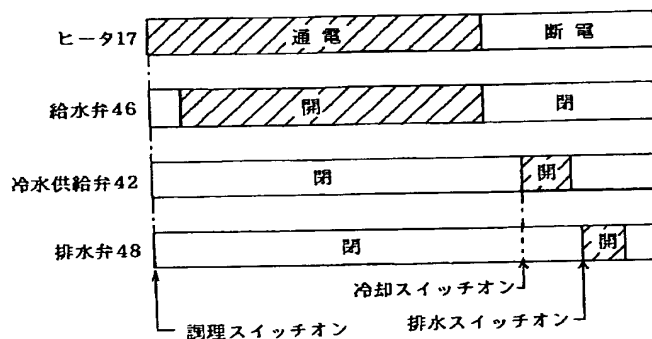 ヒータ17 通電 断電
給水弁46 開 閉
冷水供給弁42 閉 開
排水弁48 閉 開
冷却スイッチオン
調理スイッチオン 排水スイッチオン